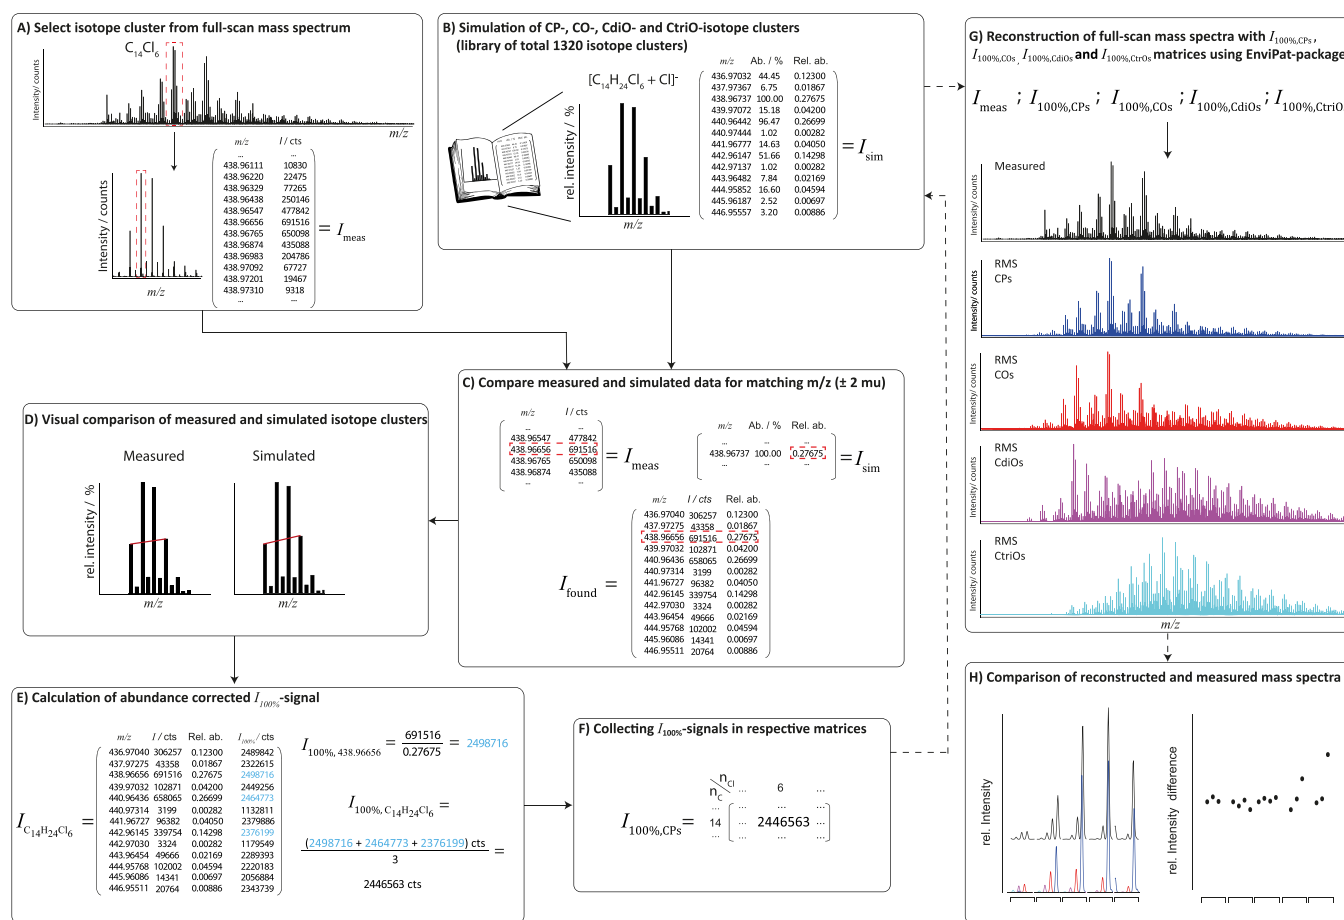 A) Select isotope cluster from full-scan mass spectrum
C14Cl6
Intensity/ counts
m/z
m/z I / cts
... ...
438.96111 10830
438.96220 22475
438.96329 77265
438.96438 250146
438.96547 477842
438.96656 691516
438.96765 650098
438.96874 435088
438.96983 204786
438.97092 67727
438.97201 19467
438.97310 9318
... ...
= Imeas
Intensity/ counts
m/z
B) Simulation of CP-, CO-, CdiO- and CtriO-isotope clusters
(library of total 1320 isotope clusters)
[C14H24Cl6 + Cl]-
rel. intensity / %
m/z
m/z Ab. / % Rel. ab.
436.97032 44.45 0.12300
437.97367 6.75 0.01867
438.96737 100.00 0.27675
439.97072 15.18 0.04200
440.96442 96.47 0.26699
440.97444 1.02 0.00282
441.96777 14.63 0.04050
442.96147 51.66 0.14298
442.97137 1.02 0.00282
443.96482 7.84 0.02169
444.95852 16.60 0.04594
445.96187 2.52 0.00697
446.95557 3.20 0.00886
= Isim
C) Compare measured and simulated data for matching m/z (± 2 mu)
m/z I / cts
... ...
438.96547 477842
438.96656 691516
438.96765 650098
438.96874 435088
... ...
= Imeas
m/z Ab. / % Rel. ab.
... ... ...
438.96737 100.00 0.27675
... ... ...
= Isim
Ifound =
m/z I / cts Rel. ab.
436.97040 306257 0.12300
437.97275 43358 0.01867
438.96656 691516 0.27675
439.97032 102871 0.04200
440.96436 658065 0.26699
440.97314 3199 0.00282
441.96727 96382 0.04050
442.96145 339754 0.14298
442.97030 3324 0.00282
443.96454 49666 0.02169
444.95768 102002 0.04594
445.96086 14341 0.00697
446.95511 20764 0.00886
D) Visual comparison of measured and simulated isotope clusters
Measured Simulated
rel. intensity / %
m/z m/z
E) Calculation of abundance corrected I100%-signal
m/z I / cts Rel. ab. I100%/ cts
436.97040 306257 0.12300 2489842
437.97275 43358 0.01867 2322615
438.96656 691516 0.27675 2498716
439.97032 102871 0.04200 2449256
440.96436 658065 0.26699 2464773
440.97314 3199 0.00282 1132811
441.96727 96382 0.04050 2379886
442.96145 339754 0.14298 2376199
442.97030 3324 0.00282 1179549
443.96454 49666 0.02169 2289393
444.95768 102002 0.04594 2220183
445.96086 14341 0.00697 2056884
446.95511 20764 0.00886 2343739
IC14H24Cl6 =
I100%, 438.96656 = 691516 / 0.27675 = 2498716
I100%, C14H24Cl6 =
(2498716 + 2464773 + 2376199) cts
3
=
2446563 cts
F) Collecting I100%-signals in respective matrices
nCl
nC
... 6 ...
... ... ... ...
14 ... 2446563 ...
... ... ... ...
I100%,CPs =
G) Reconstruction of full-scan mass spectra with I100%,CPs ,
I100%,COs , I100%,CdiOs and I100%,CtrOs matrices using EnviPat-package
Imeas ; I100%,CPs ; I100%,COs ; I100%,CdiOs ; I100%,CtriO
Measured
Intensity/ counts
RMS
CPs
Intensity/ counts
RMS
COs
Intensity/ counts
RMS
CdiOs
Intensity/ counts
RMS
CtriOs
Intensity/ counts
m/z
H) Comparison of reconstructed and measured mass spectra
rel. Intensity
rel. Intensity difference